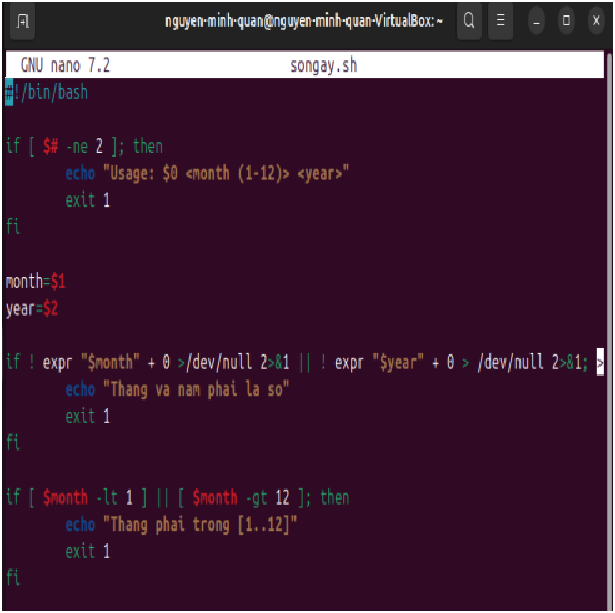 nguyen-minh-quan@nguyen-minh-quan-VirtualBox: ~
GNU nano 7.2 songay.sh
#!/bin/bash
if [ $# -ne 2 ]; then
echo "Usage: $0 <month (1-12)> <year>"
exit 1
fi
month=$1
year=$2
if ! expr "$month" + 0 >/dev/null 2>&1 || ! expr "$year" + 0 > /dev/null 2>&1; >
echo "Thang va nam phai la so"
exit 1
fi
if [ $month -lt 1 ] || [ $month -gt 12 ]; then
echo "Thang phai trong [1..12]"
exit 1
fi